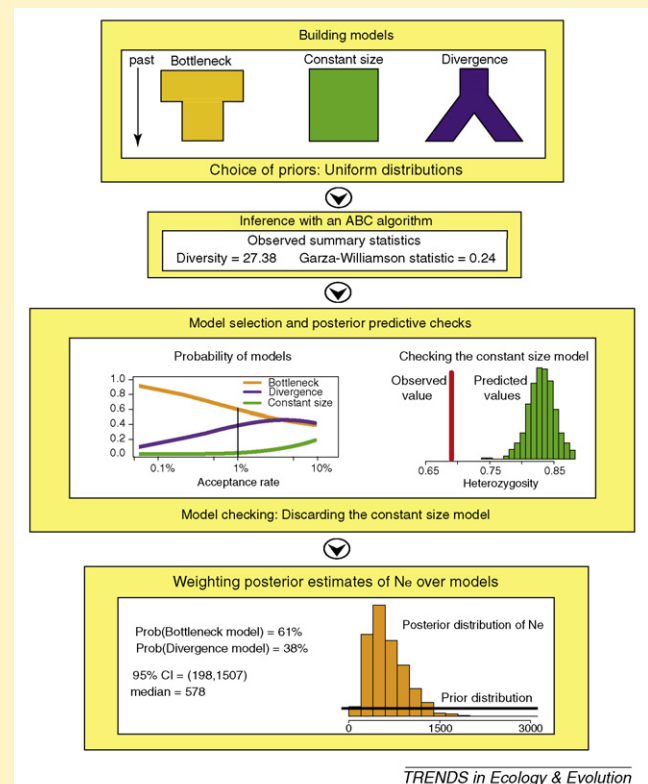 Building models
past
Bottleneck
Constant size
Divergence
Choice of priors: Uniform distributions
Inference with an ABC algorithm
Observed summary statistics
Diversity = 27.38 Garza-Williamson statistic = 0.24
Model selection and posterior predictive checks
Probability of models
1.0
0.8
0.6
0.4
0.2
0.0
Bottleneck
Divergence
Constant size
0.1% 1% 10%
Acceptance rate
Checking the constant size model
Observed
value
Predicted
values
0.65 0.75 0.85
Heterozygosity
Model checking: Discarding the constant size model
Weighting posterior estimates of Ne over models
Prob(Bottleneck model) = 61%
Prob(Divergence model) = 38%
95% CI = (198,1507)
median = 578
Posterior distribution of Ne
Prior distribution
0 1500 3000
TRENDS in Ecology & Evolution